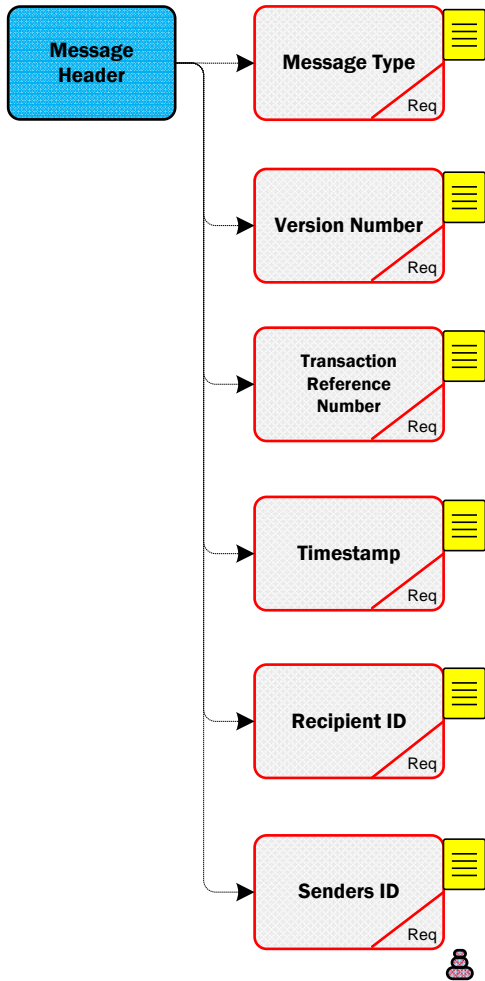 Message
Header
Message Type
Req
Version Number
Req
Transaction
Reference
Number
Req
Timestamp
Req
Recipient ID
Req
Senders ID
Req